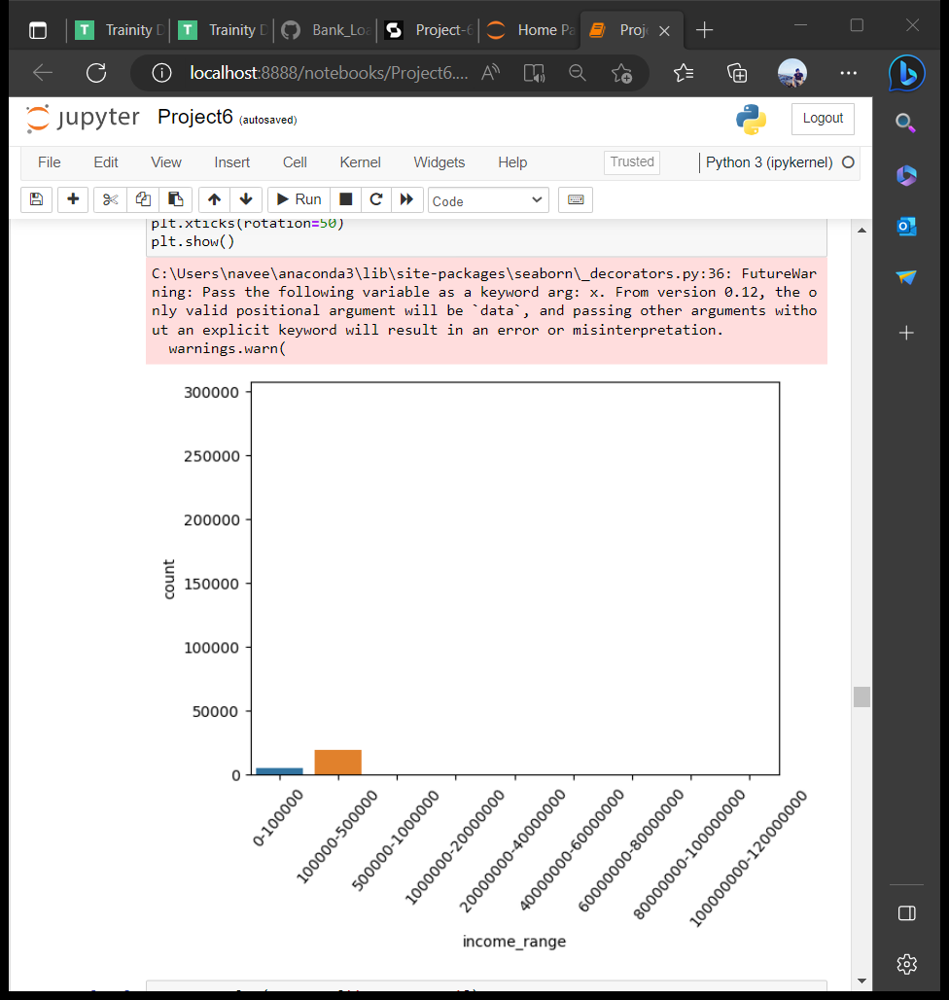 Trainity D
Trainity D
Bank_Loa
Project-6
Home Pa
Proj
localhost:8888/notebooks/Project6....
jupyter Project6 (autosaved)
Logout
File Edit View Insert Cell Kernel Widgets Help Trusted Python 3 (ipykernel)
Run Code
plt.xticks(rotation=50)
plt.show()
C:\Users\navee\anaconda3\lib\site-packages\seaborn\_decorators.py:36: FutureWar
ning: Pass the following variable as a keyword arg: x. From version 0.12, the o
nly valid positional argument will be `data`, and passing other arguments witho
ut an explicit keyword will result in an error or misinterpretation.
warnings.warn(
300000
250000
200000
150000
100000
50000
0
count
0-100000
100000-500000
500000-1000000
1000000-20000000
20000000-40000000
40000000-60000000
60000000-80000000
80000000-100000000
100000000-120000000
income_range